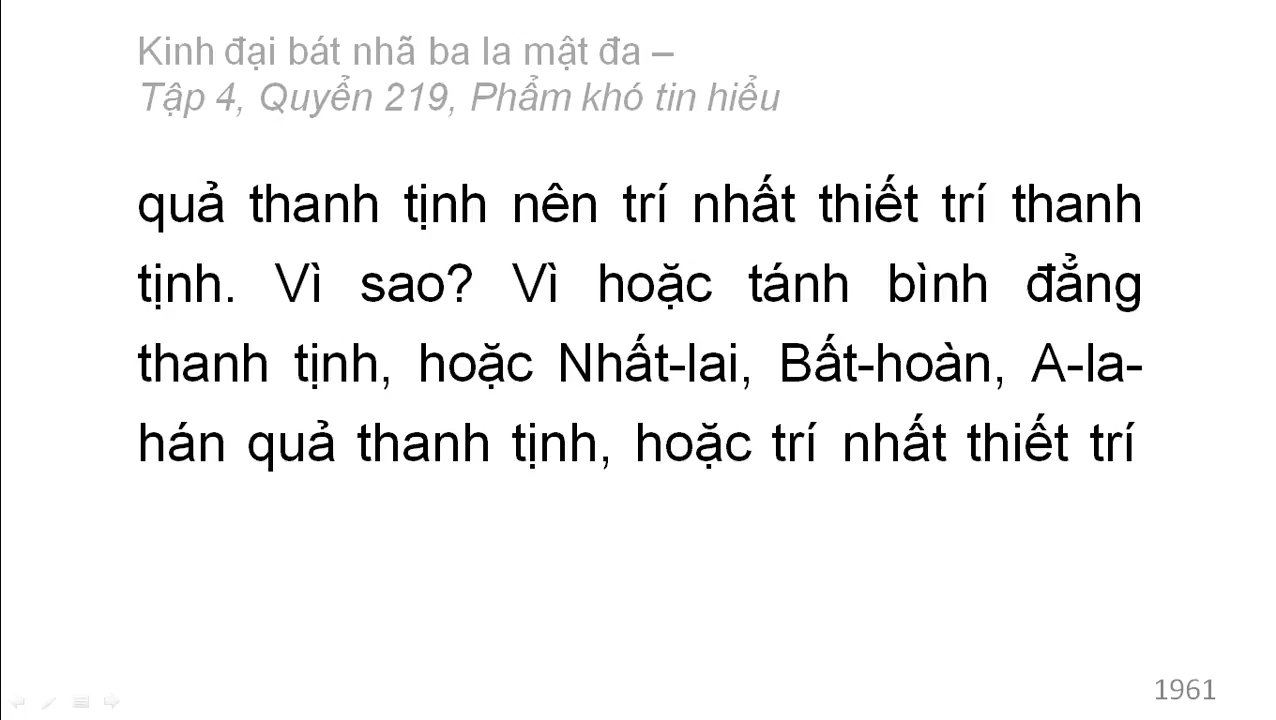 Kinh đại bát nhã ba la mật đa –
Tập 4, Quyển 219, Phẩm khó tin hiểu
quả thanh tịnh nên trí nhất thiết trí thanh
tịnh. Vì sao? Vì hoặc tánh bình đẳng
thanh tịnh, hoặc Nhất-lai, Bất-hoàn, A-la-
hán quả thanh tịnh, hoặc trí nhất thiết trí
1961